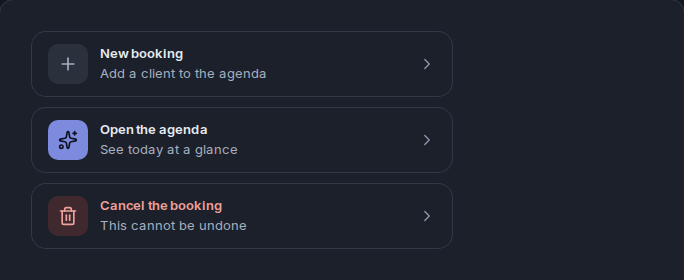 New booking
Add a client to the agenda
Open the agenda
See today at a glance
Cancel the booking
This cannot be undone